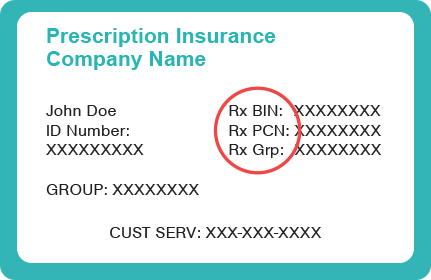 Prescription Insurance
Company Name
John Doe
ID Number:
XXXXXXXXX
Rx BIN: XXXXXXXX
Rx PCN: XXXXXXXX
Rx Grp: XXXXXXXX
GROUP: XXXXXXXX
CUST SERV: XXX-XXX-XXXX